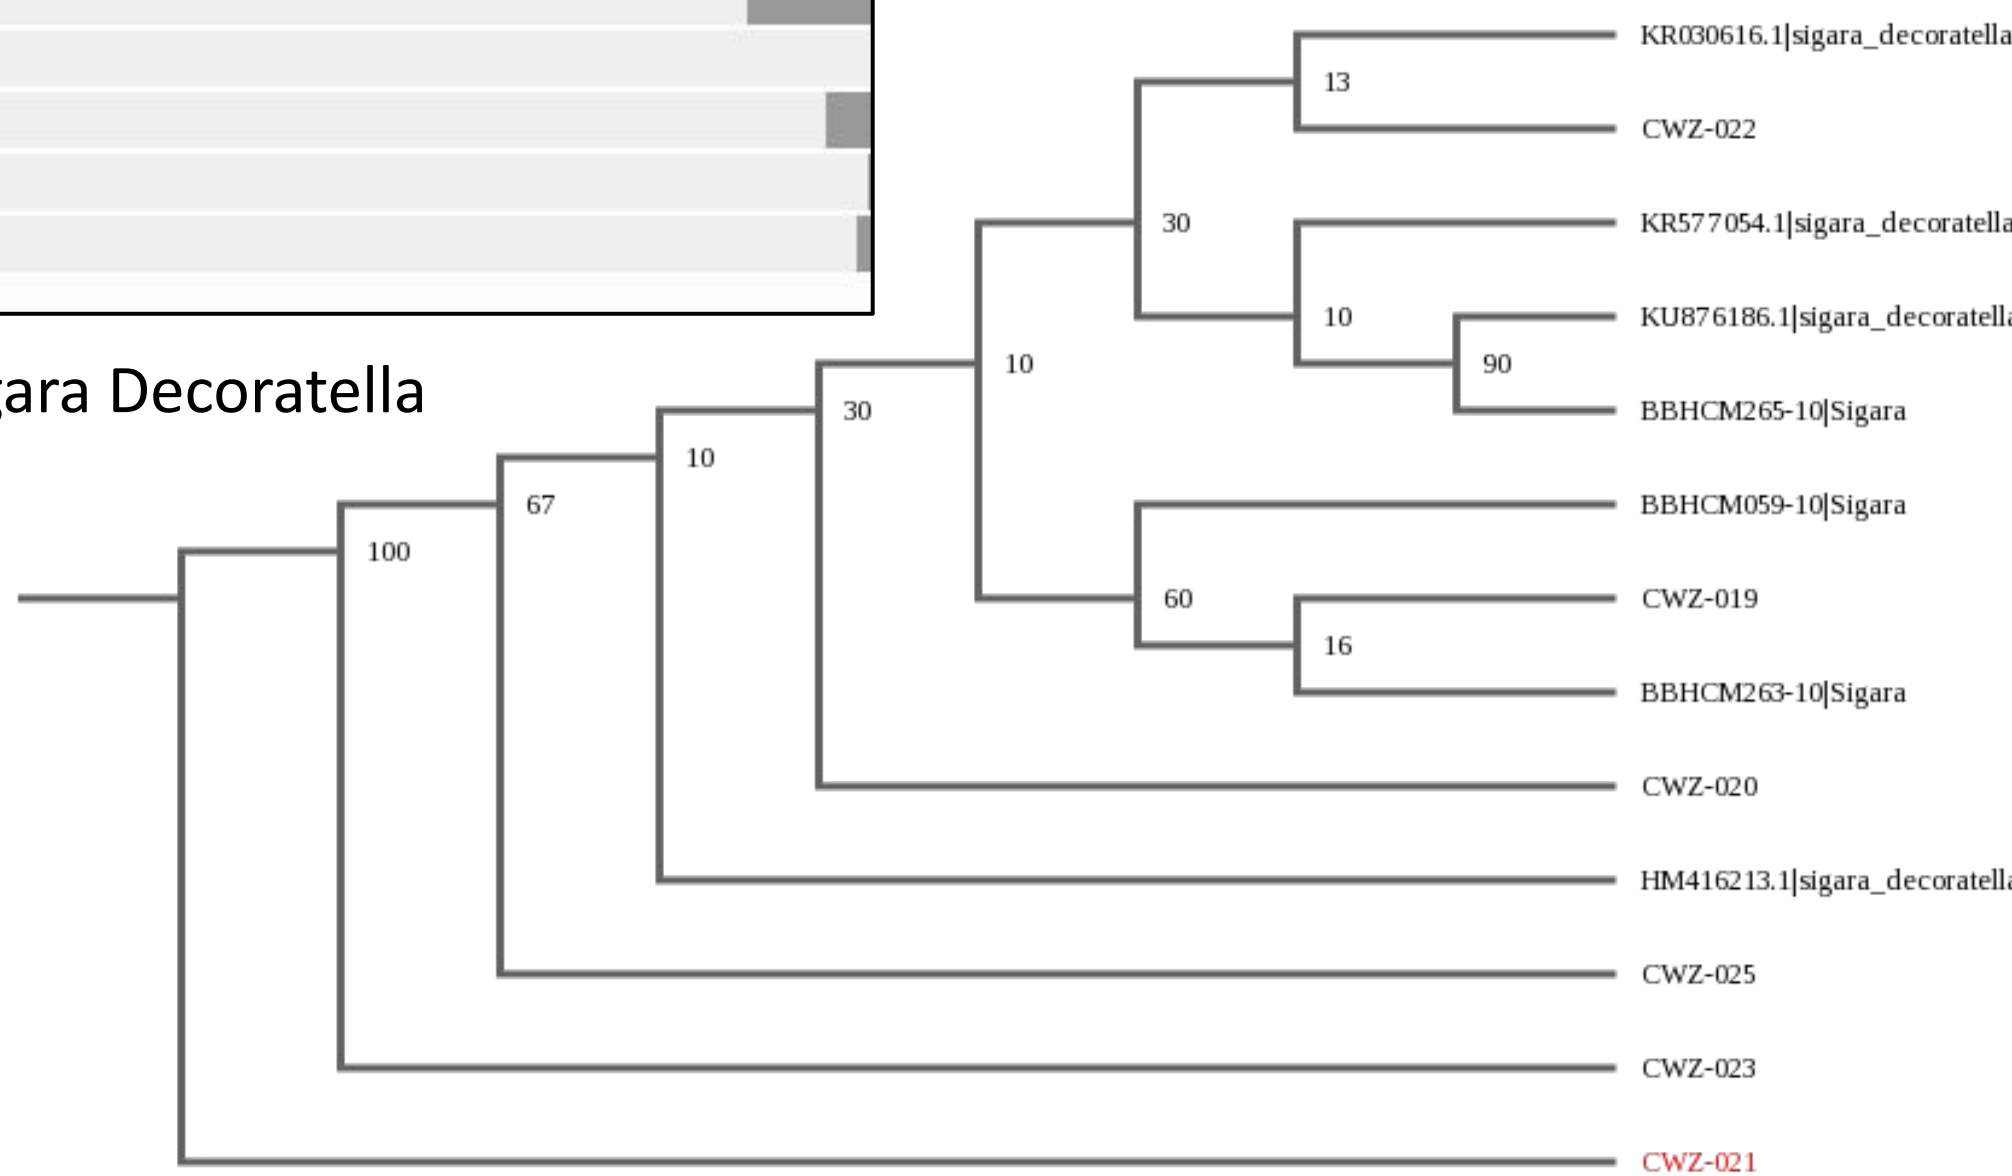 KR030616.1|sigara_decoratella
13
CWZ-022
30
KR577054.1|sigara_decoratella
10
KU876186.1|sigara_decoratella
90
BBHCM265-10|Sigara
10
gara Decoratella
30
10
67
BBHCM059-10|Sigara
100
60
CWZ-019
16
BBHCM263-10|Sigara
CWZ-020
HM416213.1|sigara_decoratella
CWZ-025
CWZ-023
CWZ-021